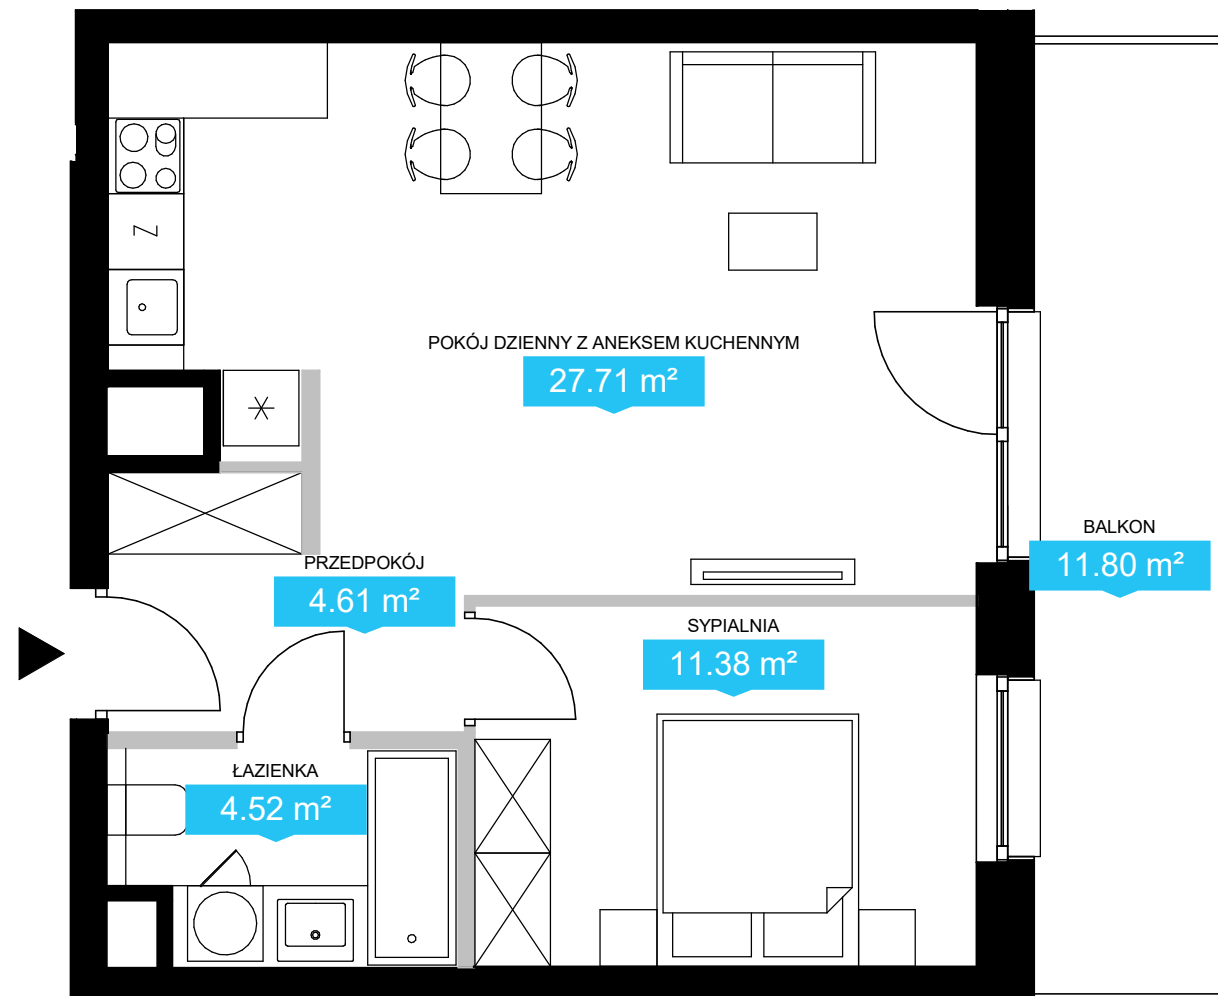 POKÓJ DZIENNY Z ANEKSEM KUCHENNYM
27.71 m²
BALKON
11.80 m²
PRZEDPOKÓJ
4.61 m²
SYPIALNIA
11.38 m²
ŁAZIENKA
4.52 m²